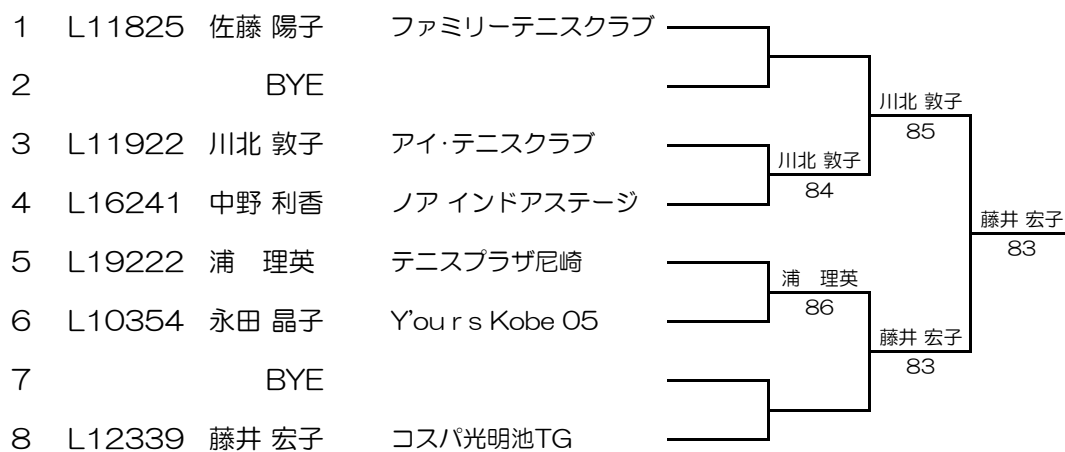 1 L11825 佐藤 陽子 ファミリーテニスクラブ
2 BYE
川北 敦子
85
3 L11922 川北 敦子 アイ・テニスクラブ
川北 敦子
84
4 L16241 中野 利香 ノア インドアステージ
藤井 宏子
83
5 L19222 浦　理英 テニスプラザ尼崎
浦　理英
86
6 L10354 永田 晶子 Y'ou r s Kobe 05
藤井 宏子
83
7 BYE
8 L12339 藤井 宏子 コスパ光明池TG